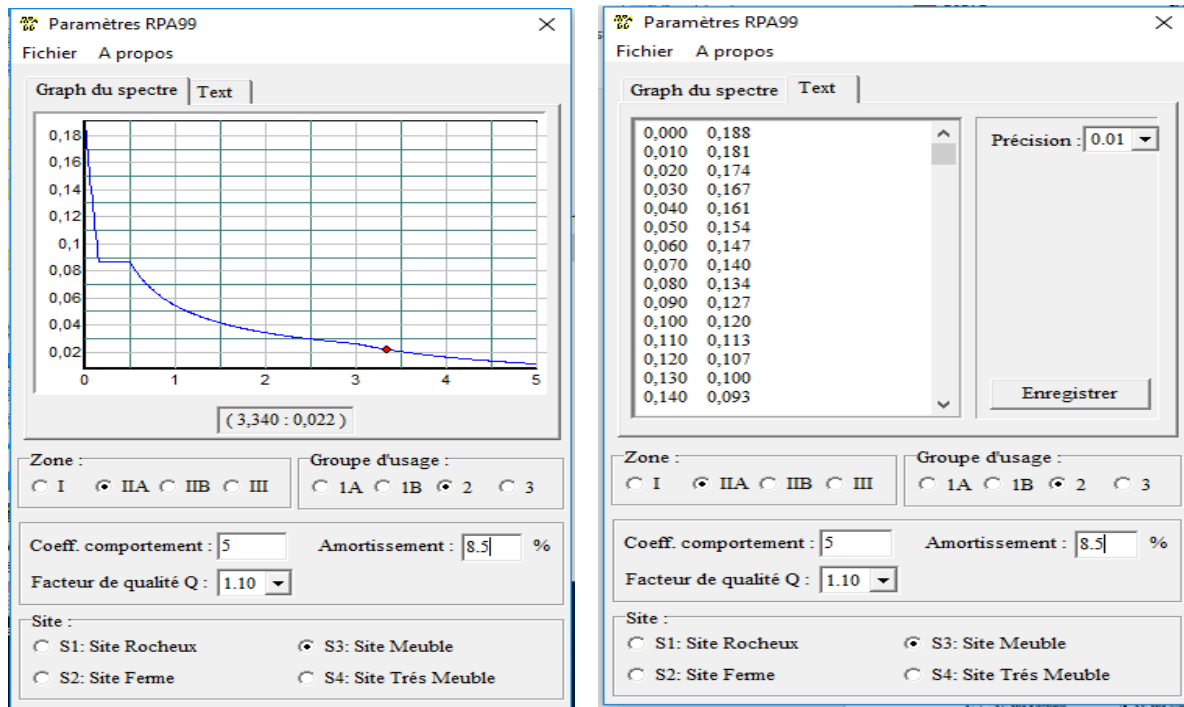 Paramètres RPA99
Fichier A propos
Graph du spectre Text
0,18
0,16
0,14
0,12
0,1
0,08
0,06
0,04
0,02
0 1 2 3 4 5
( 3,340 : 0,022 )
Zone :
I IIA IIB III
Groupe d'usage :
1A 1B 2 3
Coeff. comportement : 5 Amortissement : 8.5 %
Facteur de qualité Q : 1.10
Site :
S1: Site Rocheux S3: Site Meuble
S2: Site Ferme S4: Site Trés Meuble
Paramètres RPA99
Fichier A propos
Graph du spectre Text
0,000 0,188
0,010 0,181
0,020 0,174
0,030 0,167
0,040 0,161
0,050 0,154
0,060 0,147
0,070 0,140
0,080 0,134
0,090 0,127
0,100 0,120
0,110 0,113
0,120 0,107
0,130 0,100
0,140 0,093
Précision : 0.01
Enregistrer
Zone :
I IIA IIB III
Groupe d'usage :
1A 1B 2 3
Coeff. comportement : 5 Amortissement : 8.5 %
Facteur de qualité Q : 1.10
Site :
S1: Site Rocheux S3: Site Meuble
S2: Site Ferme S4: Site Trés Meuble